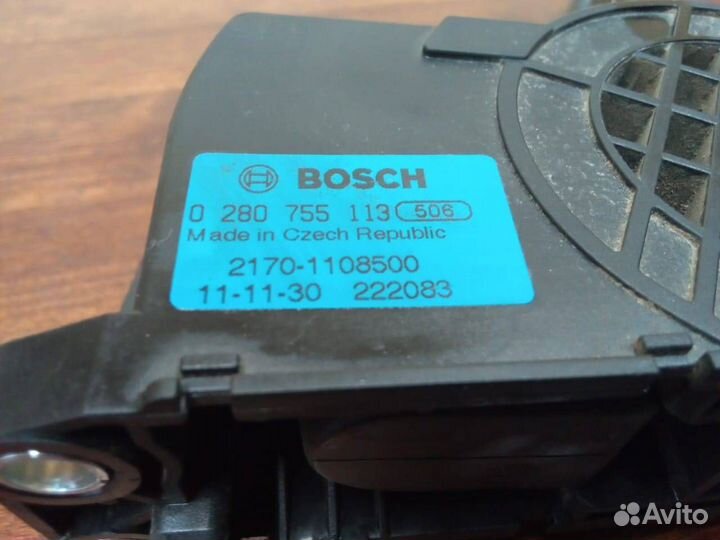 BOSCH
0 280 755 113 506
Made in Czech Republic
2170-1108500
11-11-30 222083
Avito